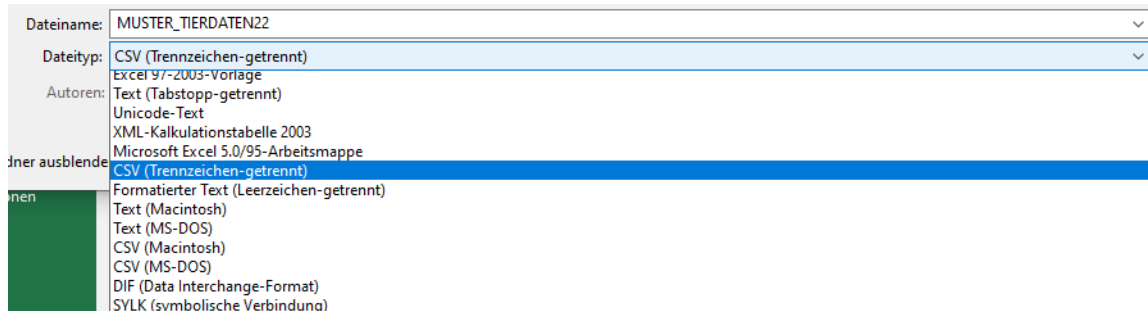 Dateiname: MUSTER_TIERDATEN22
Dateityp: CSV (Trennzeichen-getrennt)
Excel 97-2003-Vorlage
Autoren: Text (Tabstopp-getrennt)
Unicode-Text
XML-Kalkulationstabelle 2003
Microsoft Excel 5.0/95-Arbeitsmappe
dner ausblende CSV (Trennzeichen-getrennt)
Formatierter Text (Leerzeichen-getrennt)
onen
Text (Macintosh)
Text (MS-DOS)
CSV (Macintosh)
CSV (MS-DOS)
DIF (Data Interchange-Format)
SYLK (symbolische Verbindung)